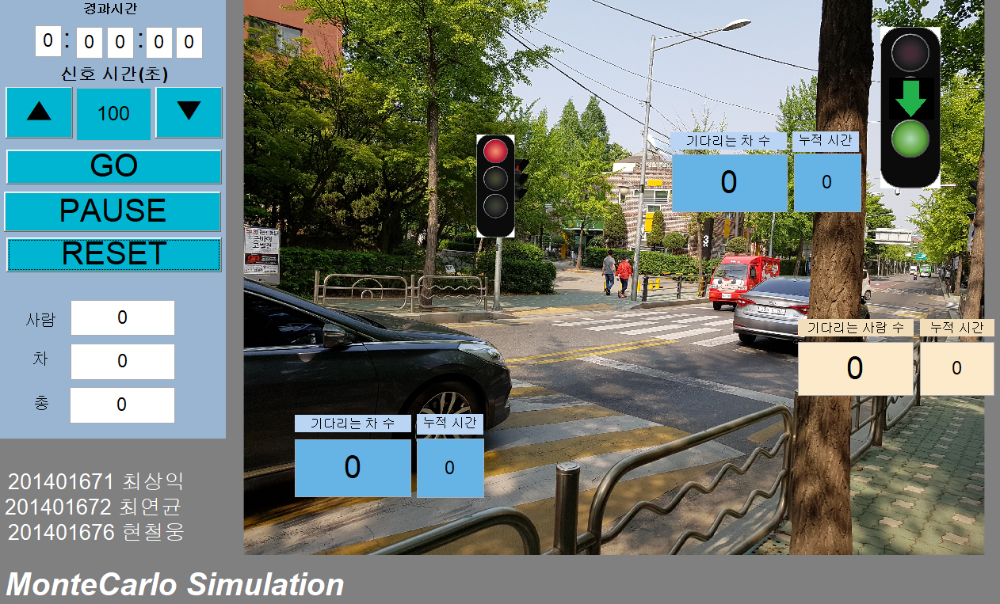 경과시간
0 : 0 0 : 0 0
신호 시간(초)
▲ 100 ▼
GO
PAUSE
RESET
사람 0
차 0
총 0
201401671 최상익
201401672 최연균
201401676 현철웅
MonteCarlo Simulation
기다리는 차 수 누적 시간
0 0
3
기다리는 사람 수 누적 시간
0 0
기다리는 차 수 누적 시간
0 0